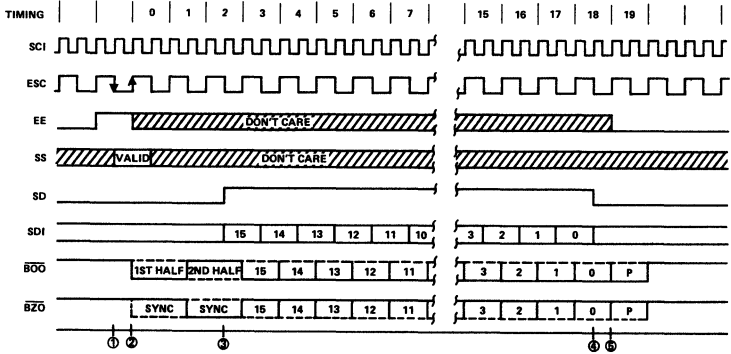 TIMING 0 1 2 3 4 5 6 7 15 16 17 18 19
SCI
ESC
EE DON'T CARE
SS VALID DON'T CARE
SD
SDI 15 14 13 12 11 10 3 2 1 0
BOO 1ST HALF 2ND HALF 15 14 13 12 11 3 2 1 0 P
BZO SYNC SYNC 15 14 13 12 11 3 2 1 0 P
① ② ③ ④ ⑤